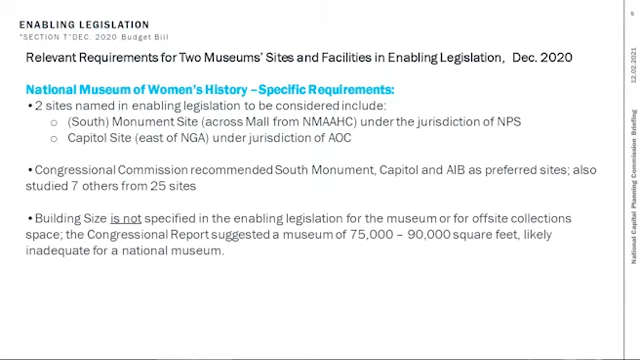 ENABLING LEGISLATION
"SECTION T"DEC. 2020 Budget Bill
Relevant Requirements for Two Museums' Sites and Facilities in Enabling Legislation, Dec. 2020
National Museum of Women's History –Specific Requirements:
•2 sites named in enabling legislation to be considered include:
o (South) Monument Site (across Mall from NMAAHC) under the jurisdiction of NPS
o Capitol Site (east of NGA) under jurisdiction of AOC
•Congressional Commission recommended South Monument, Capitol and AIB as preferred sites; also
studied 7 others from 25 sites
•Building Size is not specified in the enabling legislation for the museum or for offsite collections
space; the Congressional Report suggested a museum of 75,000 – 90,000 square feet, likely
inadequate for a national museum.
9
12.02.2021
National Capital Planning Commission Briefing